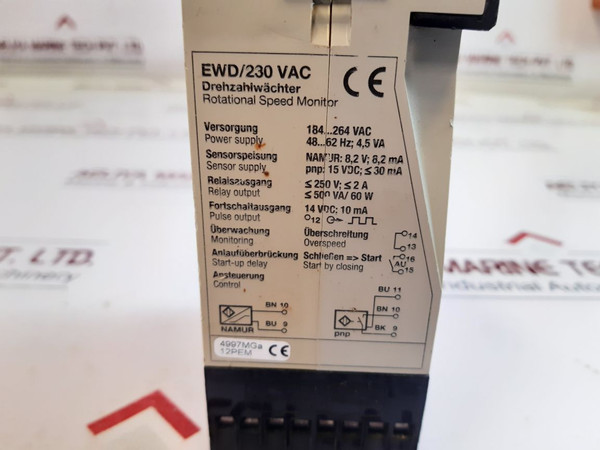 EWD/230 VAC
CE
Drehzahlwächter
Rotational Speed Monitor
Versorgung 184...264 VAC
Power supply 48...62 Hz; 4,5 VA
Sensorspeisung NAMUR: 8,2 V; 8,2 mA
Sensor supply pnp: 15 VDC; ≤ 30 mA
Relaisausgang ≤ 250 V; ≤ 2 A
Relay output ≤ 500 VA/ 60 W
Fortschaltausgang 14 VDC; 10 mA
Pulse output 12
Überwachung Überschreitung
Monitoring Overspeed
14
13
Anlaufüberbrückung Schließen => Start
Start-up delay Start by closing
16
AU
15
Ansteuerung
Control
BN 10
BU 9
NAMUR
BU 11
BN 10
BK 9
pnp
4997MGa
12PEM
CE